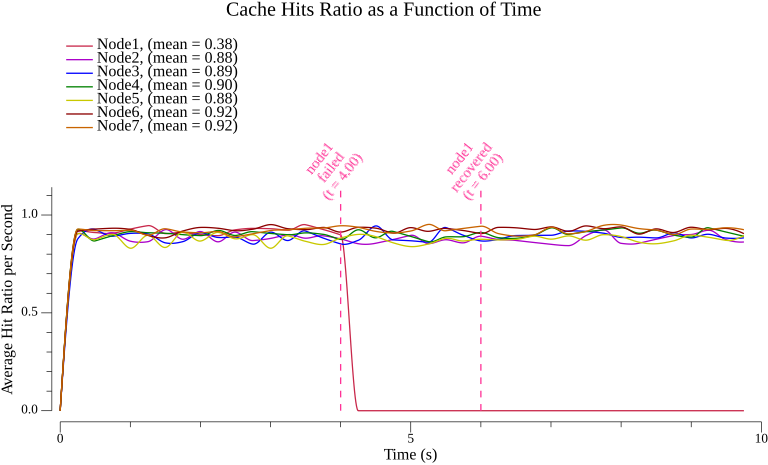 Cache Hits Ratio as a Function of Time
Node1, (mean = 0.38)
Node2, (mean = 0.88)
Node3, (mean = 0.89)
Node4, (mean = 0.90)
Node5, (mean = 0.88)
Node6, (mean = 0.92)
Node7, (mean = 0.92)
node1
failed
(t = 4.00)
node1
recovered
(t = 6.00)
Average Hit Ratio per Second
1.0
0.5
0.0
0
5
10
Time (s)